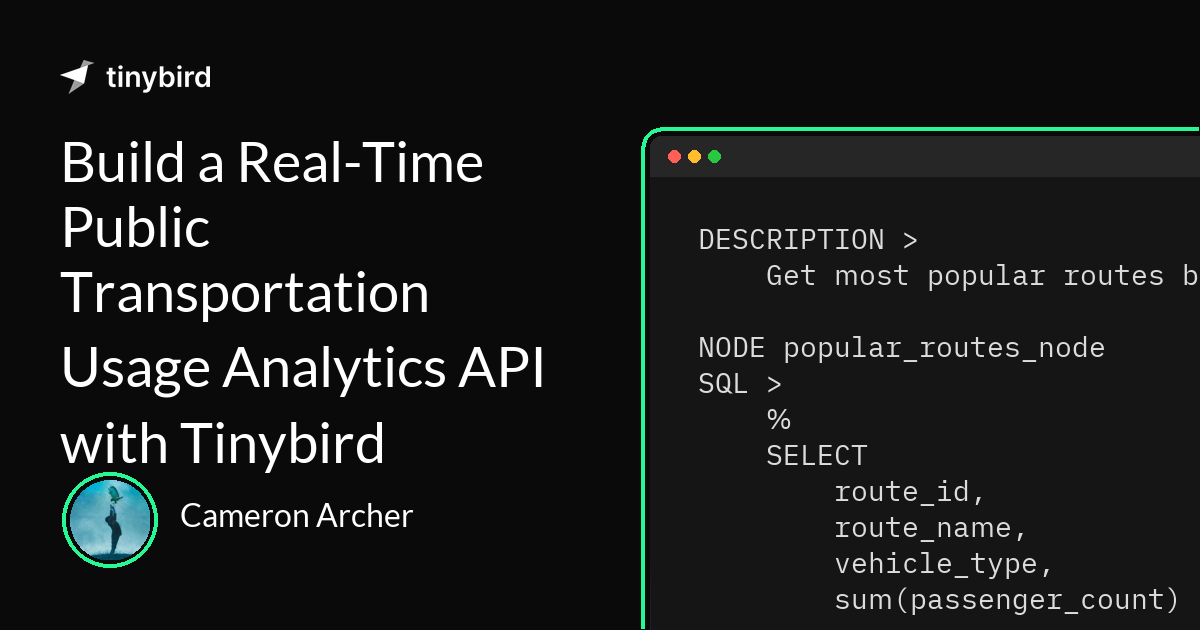 tinybird
Build a Real-Time
Public
Transportation
Usage Analytics API
with Tinybird
Cameron Archer
DESCRIPTION >
Get most popular routes b
NODE popular_routes_node
SQL >
%
SELECT
route_id,
route_name,
vehicle_type,
sum(passenger_count)